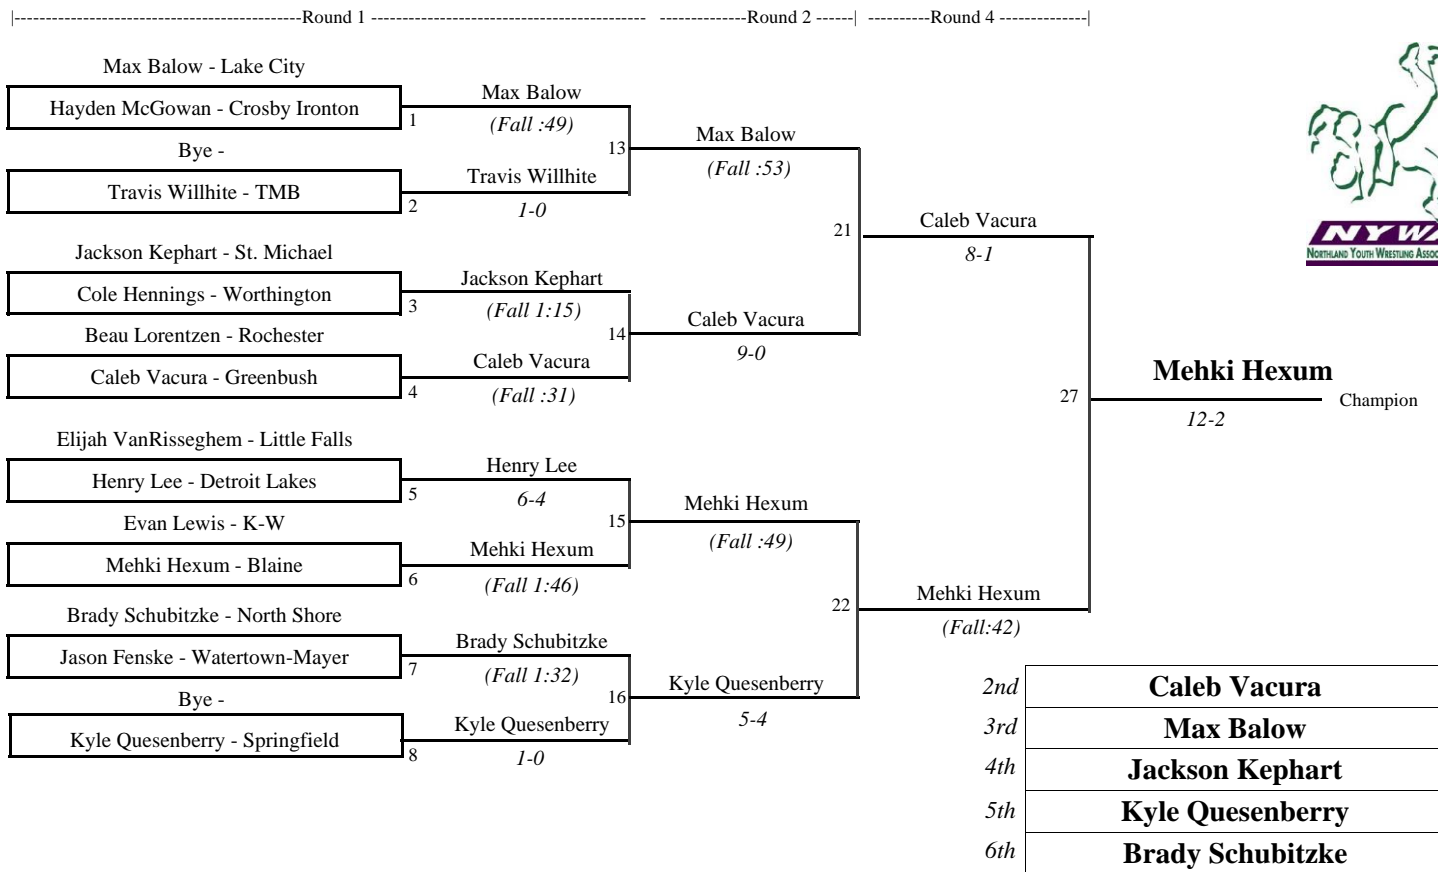 |----------------------------------------------Round 1 -------------------------------------------- --------------Round 2 ------| ----------Round 4 --------------|
Max Balow - Lake City
Hayden McGowan - Crosby Ironton
1
Bye -
Travis Willhite - TMB
2
Jackson Kephart - St. Michael
Cole Hennings - Worthington
3
Beau Lorentzen - Rochester
Caleb Vacura - Greenbush
4
Elijah VanRisseghem - Little Falls
Henry Lee - Detroit Lakes
5
Evan Lewis - K-W
Mehki Hexum - Blaine
6
Brady Schubitzke - North Shore
Jason Fenske - Watertown-Mayer
7
Bye -
Kyle Quesenberry - Springfield
8
Max Balow
(Fall :49)
13
Travis Willhite
1-0
Jackson Kephart
(Fall 1:15)
14
Caleb Vacura
(Fall :31)
Henry Lee
6-4
15
Mehki Hexum
(Fall 1:46)
Brady Schubitzke
(Fall 1:32)
16
Kyle Quesenberry
1-0
Max Balow
(Fall :53)
21
Caleb Vacura
9-0
Mehki Hexum
(Fall :49)
22
Kyle Quesenberry
5-4
Caleb Vacura
8-1
27
Mehki Hexum
(Fall:42)
Mehki Hexum
12-2
Champion
NYWA
Northland Youth Wrestling Assoc
2nd Caleb Vacura
3rd Max Balow
4th Jackson Kephart
5th Kyle Quesenberry
6th Brady Schubitzke